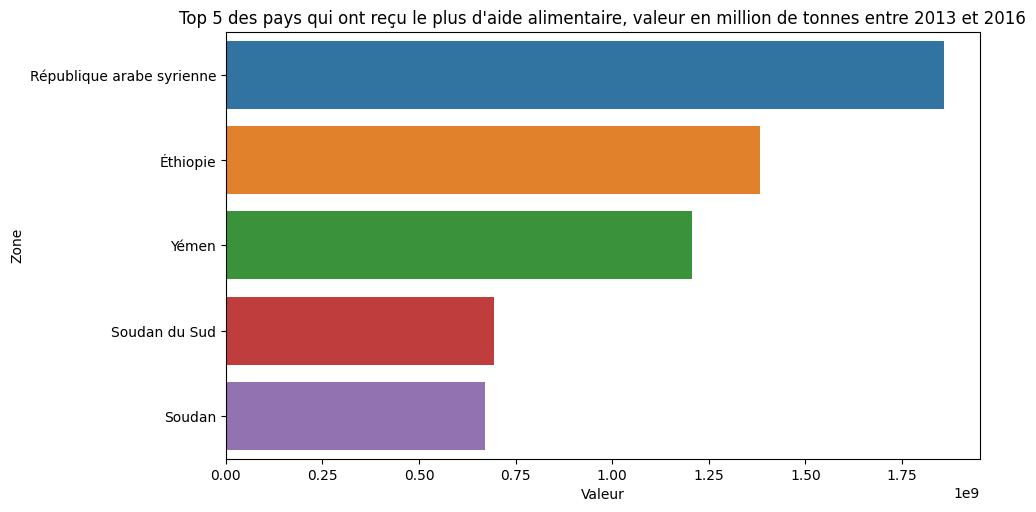 Top 5 des pays qui ont reçu le plus d'aide alimentaire, valeur en million de tonnes entre 2013 et 2016
Zone
République arabe syrienne
Éthiopie
Yémen
Soudan du Sud
Soudan
0.00 0.25 0.50 0.75 1.00 1.25 1.50 1.75
Valeur
1e9